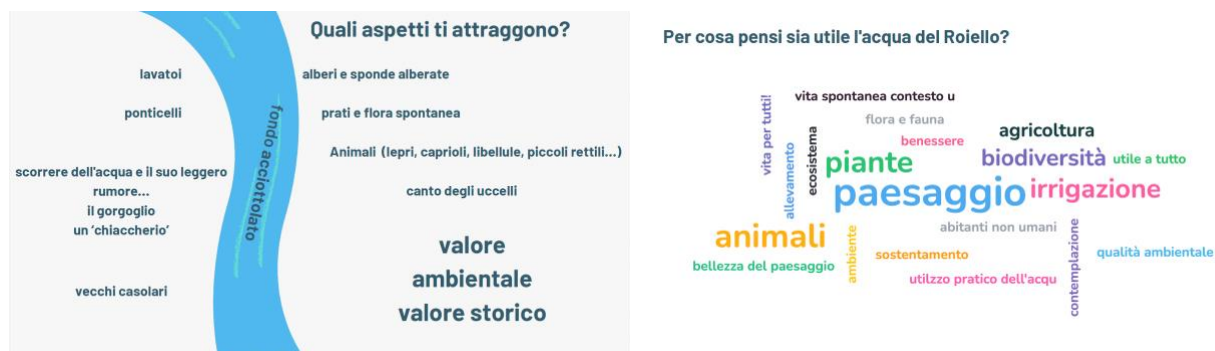 Quali aspetti ti attraggono?
lavatoi
ponticelli
scorrere dell'acqua e il suo leggero
rumore...
il gorgoglio
un ‘chiaccherio’
vecchi casolari
fondo acciottolato
alberi e sponde alberate
prati e flora spontanea
Animali (lepri, caprioli, libellule, piccoli rettili...)
canto degli uccelli
valore
ambientale
valore storico
Per cosa pensi sia utile l'acqua del Roiello?
vita per tutti!
vita spontanea contesto u
flora e fauna
benessere
agricoltura
allevamento
ecosistema
piante
biodiversità
utile a tutto
paesaggio
irrigazione
animali
ambiente
abitanti non umani
sostentamento
contemplazione
qualità ambientale
bellezza del paesaggio
utilzzo pratico dell'acqu